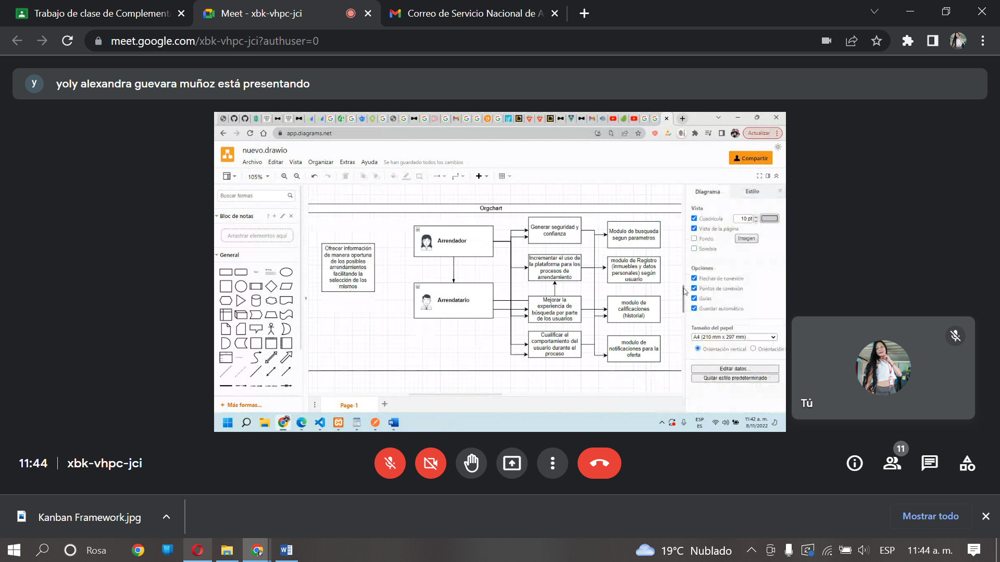 Trabajo de clase de Complement
Meet - xbk-vhpc-jci
Correo de Servicio Nacional de A
meet.google.com/xbk-vhpc-jci?authuser=0
y
yoly alexandra guevara muñoz está presentando
app.diagrams.net
Actualizar
nuevo.drawio
Archivo Editar Vista Organizar Extras Ayuda Se han guardado todos los cambios
Compartir
105%
Buscar formas
Bloc de notas
Arrastrar elementos aquí
General
Más formas...
Orgchart
Ofrecer información
de manera oportuna
de los posibles
arrendamientos
facilitando la
selección de los
mismos
Arrendador
Arrendatario
Generar seguridad y
confianza
Incrementar el uso de
la plataforma para los
procesos de
arrendamiento
Mejorar la
experiencia de
búsqueda por parte
de los usuarios
Cualificar el
comportamiento del
usuario durante el
proceso
Modulo de busqueda
segun parametros
modulo de Registro
(inmuebles y datos
personales) según
usuario
modulo de
calificaciones
(historial)
modulo de
notificaciones para la
oferta
Diagrama
Estilo
Vista
Cuadrícula
10 pt
Vista de la página
Fondo
Imagen
Sombra
Opciones
Flechas de conexión
Puntos de conexión
Guías
Guardar automático
Tamaño del papel
A4 (210 mm x 297 mm)
Orientación vertical
Orientación
Editar datos...
Quitar estilo predeterminado
Page-1
ESP
ES
11:42 a. m.
8/11/2022
Tú
11:44
xbk-vhpc-jci
11
Kanban Framework.jpg
Mostrar todo
Rosa
19°C Nublado
ESP
11:44 a. m.